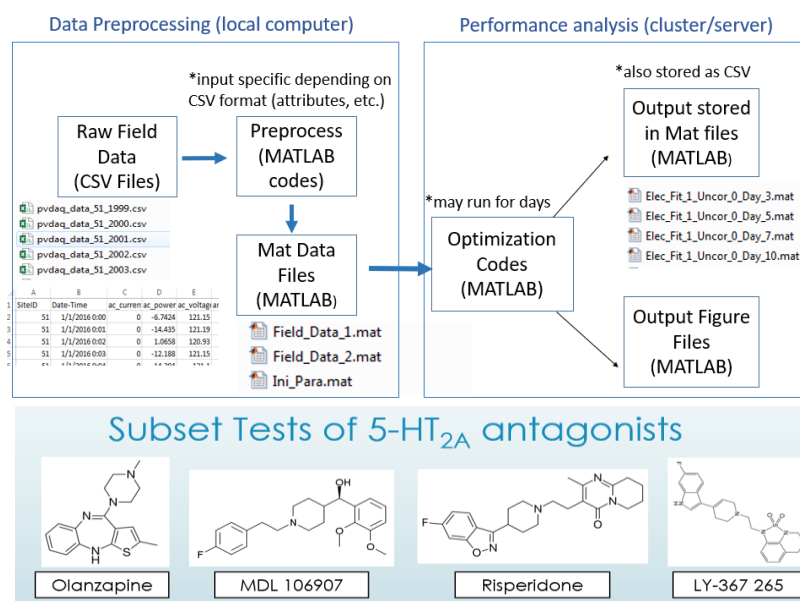 Data Preprocessing (local computer)
Performance analysis (cluster/server)
*input specific depending on
CSV format (attributes, etc.)
*also stored as CSV
Raw Field
Data
(CSV Files)
Preprocess
(MATLAB
codes)
Output stored
in Mat files
(MATLAB)
pvdaq_data_51_1999.csv
pvdaq_data_51_2000.csv
pvdaq_data_51_2001.csv
pvdaq_data_51_2002.csv
pvdaq_data_51_2003.csv
Elec_Fit_1_Uncor_0_Day_3.mat
Elec_Fit_1_Uncor_0_Day_5.mat
Elec_Fit_1_Uncor_0_Day_7.mat
Elec_Fit_1_Uncor_0_Day_10.mat
*may run for days
Mat Data
Files
(MATLAB)
Optimization
Codes
(MATLAB)
A B C D E
1 SiteID Date-Time ac_curren ac_power ac_voltage
2 51 1/1/2016 0:00 0 -6.7424 121.15
3 51 1/1/2016 0:01 0 -14.435 121.19
4 51 1/1/2016 0:02 0 1.0658 120.93
5 51 1/1/2016 0:03 0 -12.188 121.15
Field_Data_1.mat
Field_Data_2.mat
Ini_Para.mat
Output Figure
Files
(MATLAB)
Subset Tests of 5-HT2A antagonists
N
N
N
N
H
S
OH
N
F
O
O
F
O
N
N
N
N
O
N
N
O
O
Olanzapine
MDL 106907
Risperidone
LY-367 265